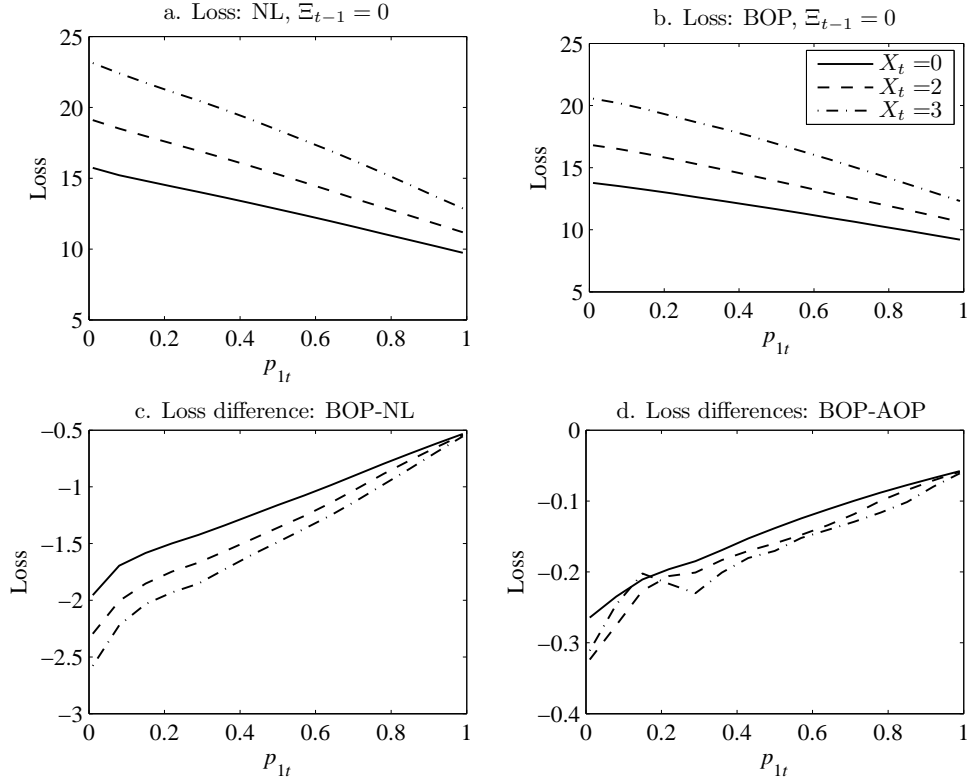 a. Loss: NL, Ξ_{t−1} = 0
25
20
15
10
5
Loss
0 0.2 0.4 0.6 0.8 1
p_{1t}
b. Loss: BOP, Ξ_{t−1} = 0
25
20
15
10
5
Loss
X_t =0
X_t =2
X_t =3
0 0.2 0.4 0.6 0.8 1
p_{1t}
c. Loss difference: BOP-NL
−0.5
−1
−1.5
−2
−2.5
−3
Loss
0 0.2 0.4 0.6 0.8 1
p_{1t}
d. Loss differences: BOP-AOP
0
−0.1
−0.2
−0.3
−0.4
Loss
0 0.2 0.4 0.6 0.8 1
p_{1t}